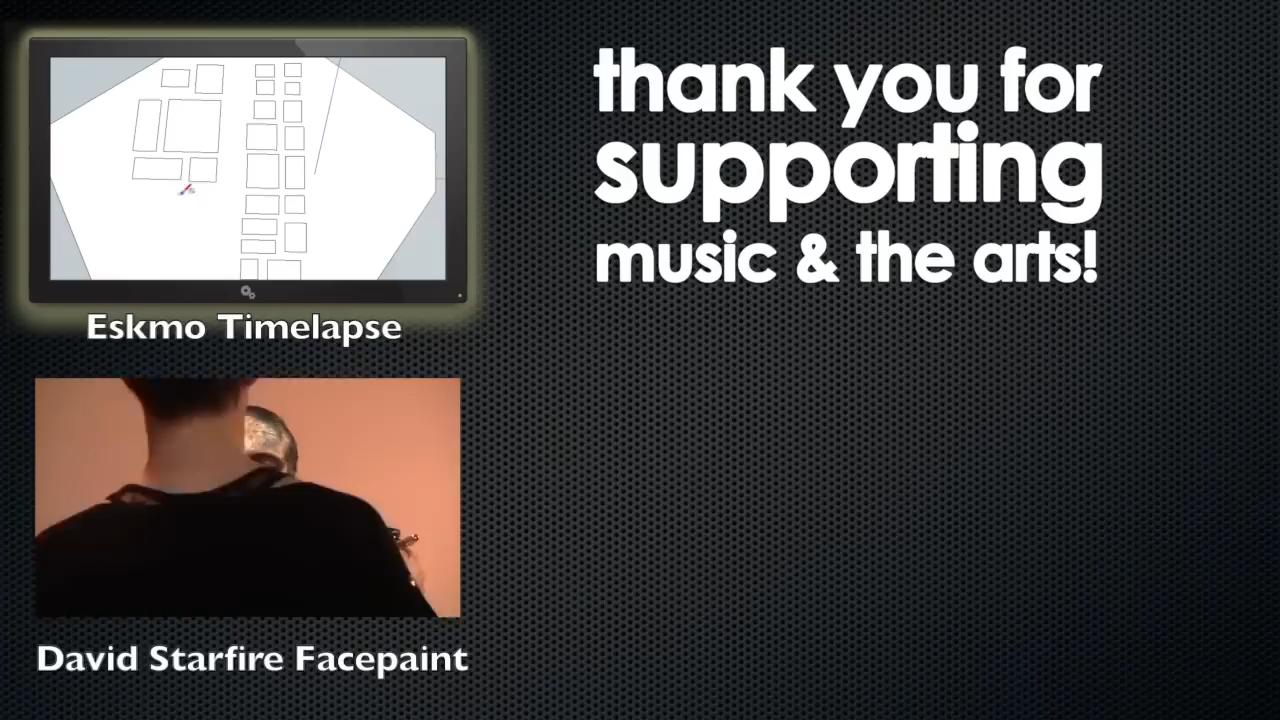 thank you for
supporting
music & the arts!
Eskmo Timelapse
David Starfire Facepaint